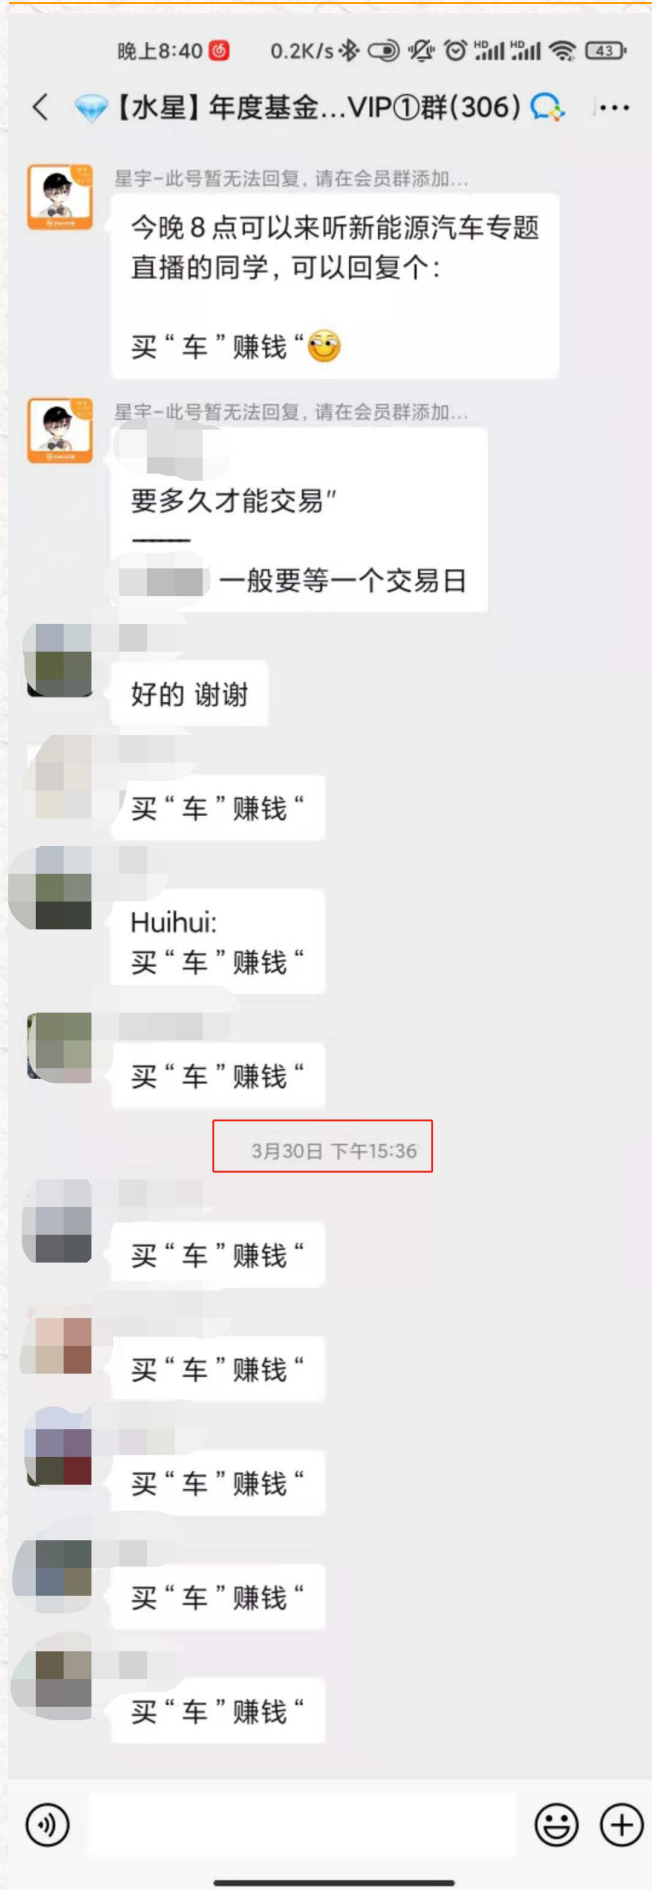 晚上8:40 0.2K/s HD HD 43
【水星】年度基金...VIP①群(306)
星宇-此号暂无法回复，请在会员群添加...
今晚8点可以来听新能源汽车专题
直播的同学，可以回复个：
买“车”赚钱“
星宇-此号暂无法回复，请在会员群添加...
要多久才能交易"
——————
一般要等一个交易日
好的 谢谢
买“车”赚钱“
Huihui:
买“车”赚钱“
买“车”赚钱“
3月30日 下午15:36
买“车”赚钱“
买“车”赚钱“
买“车”赚钱“
买“车”赚钱“
买“车”赚钱“